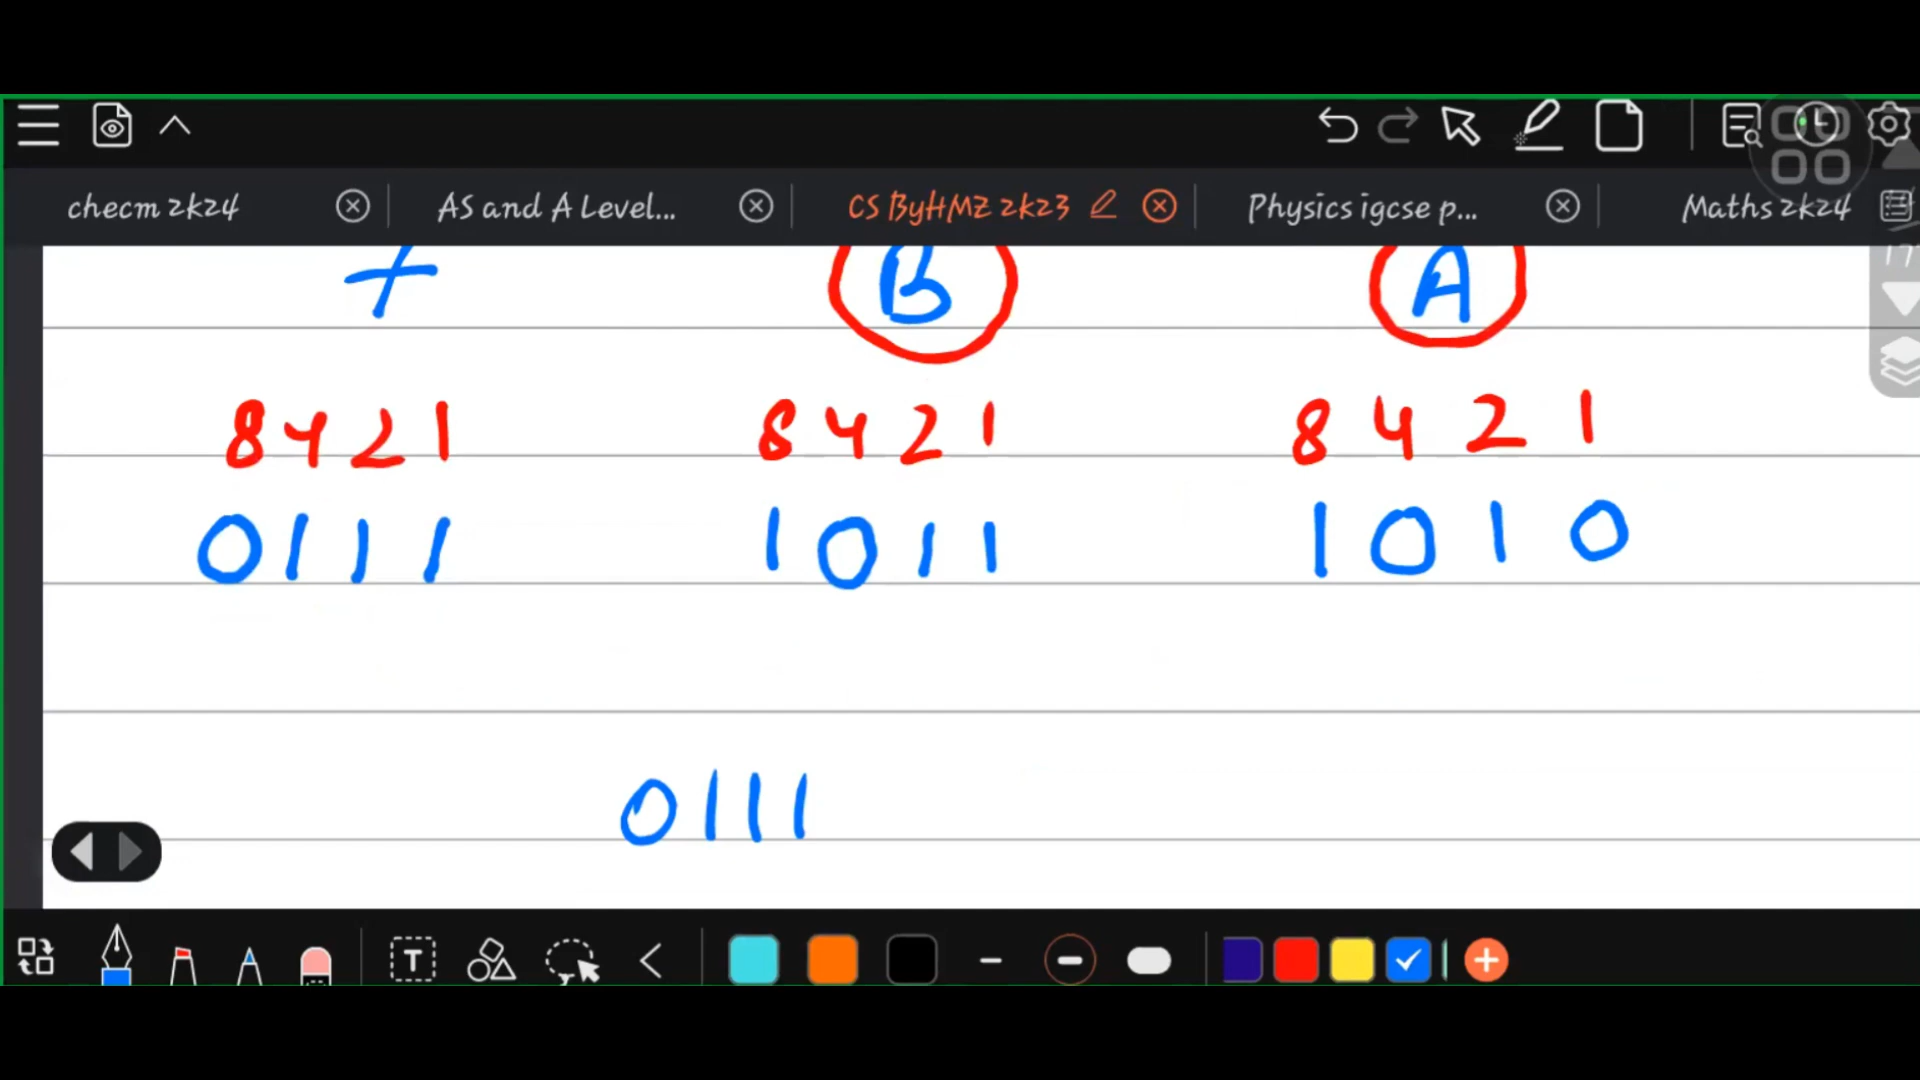 checm 2k24 AS and A Level... CS ByHMZ 2k23 Physics igcse p... Maths 2k24
7 B A
8421 8421 8421
0111 1011 1010
0111
T